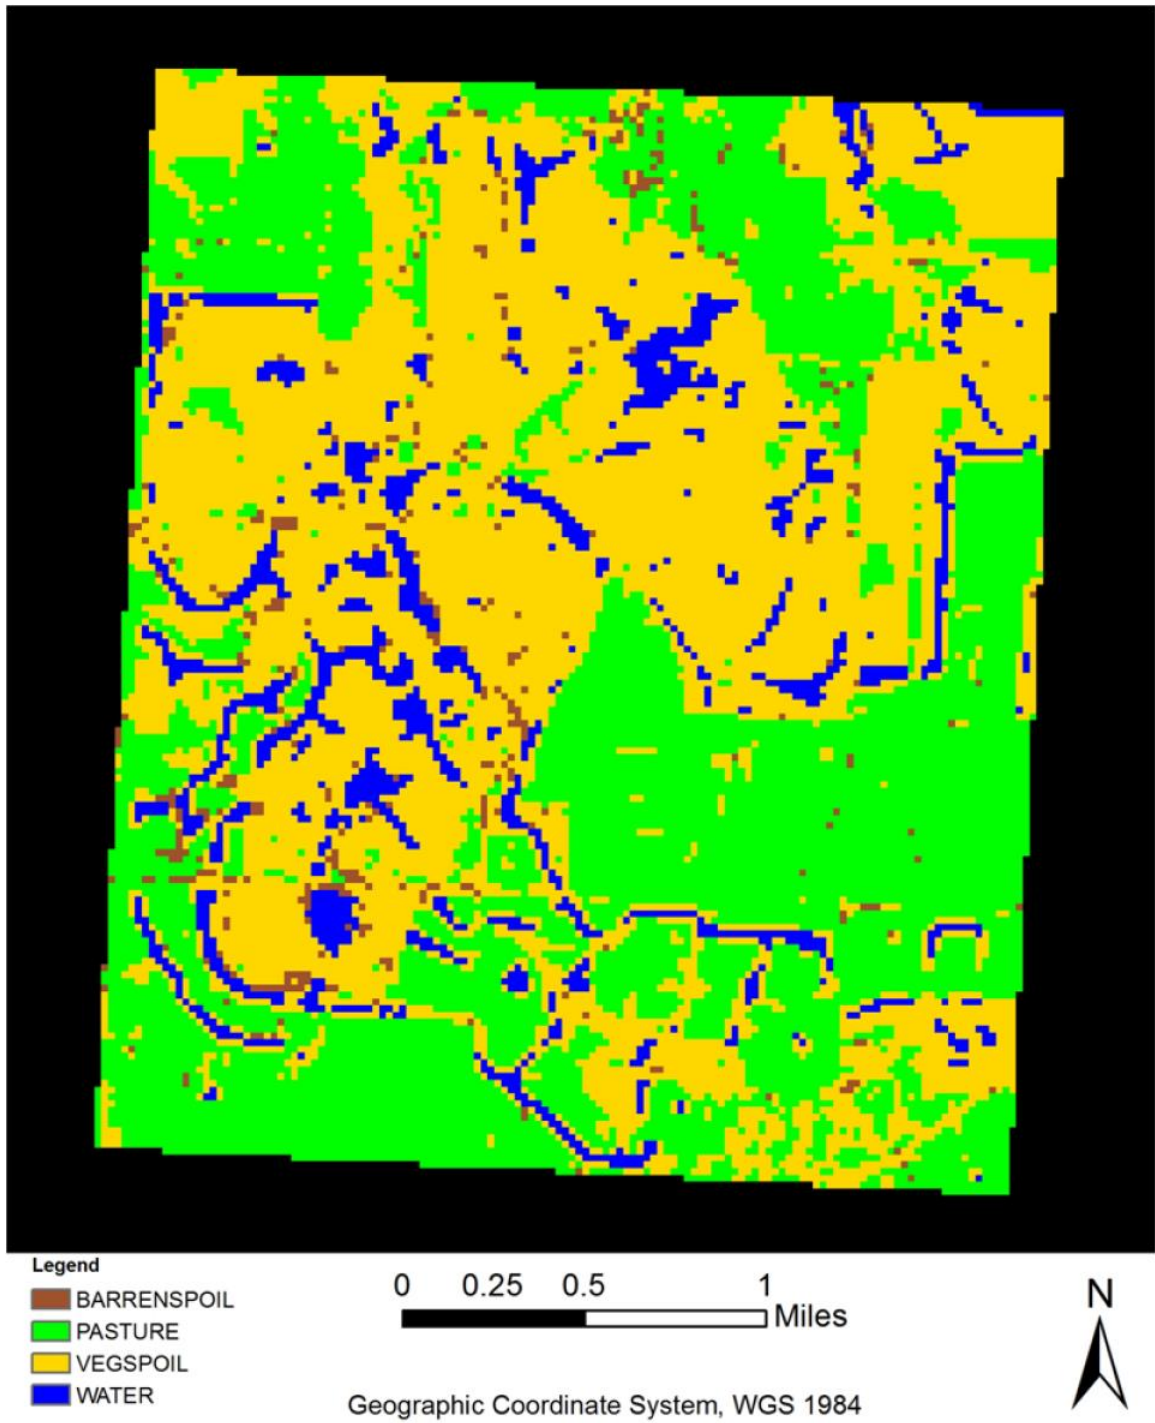 Legend
BARRENSPOIL
PASTURE
VEGSPOIL
WATER
0 0.25 0.5 1
Miles
N
Geographic Coordinate System, WGS 1984